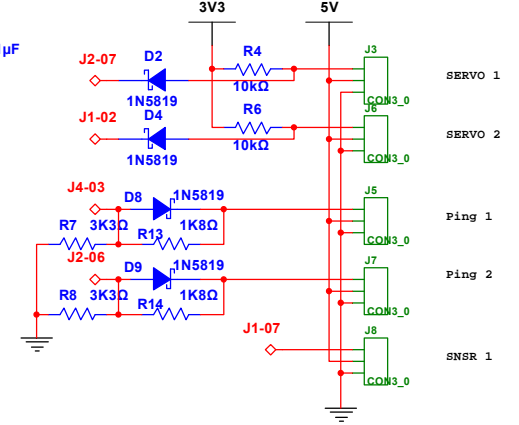 3V3 5V
1µF
J2-07 D2 R4 J3
1N5819 10kΩ CON3_0 SERVO 1
J1-02 D4 R6 J6
1N5819 10kΩ SERVO 2
CON3_0
J4-03 D8 1N5819 J5
R7 3K3Ω R13 1K8Ω Ping 1
CON3_0
J2-06 D9 1N5819 J7
R8 3K3Ω R14 1K8Ω Ping 2
CON3_0
J1-07 J8
SNSR 1
CON3_0